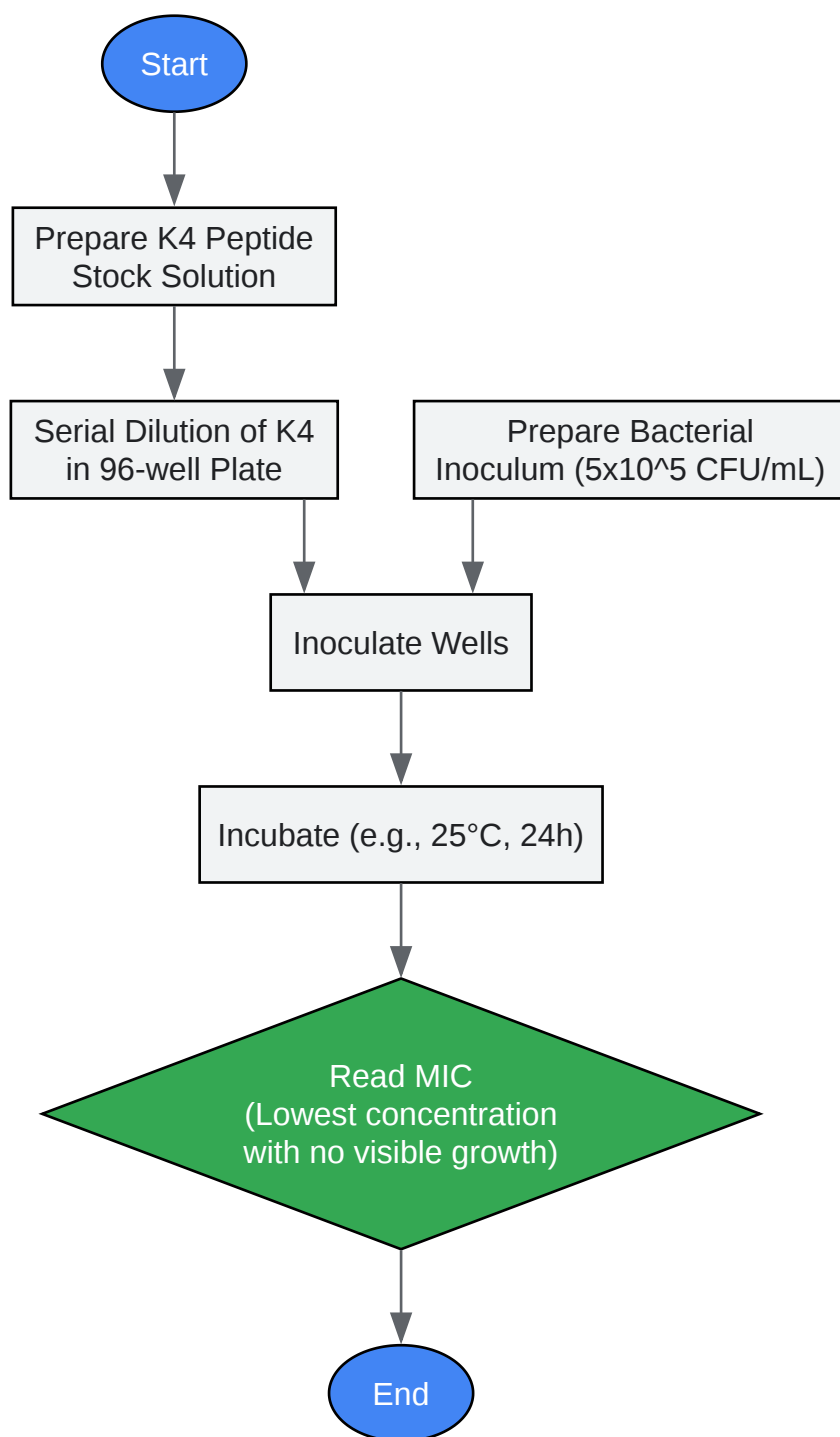 Start
Prepare K4 Peptide
Stock Solution
Serial Dilution of K4
in 96-well Plate
Prepare Bacterial
Inoculum (5x10^5 CFU/mL)
Inoculate Wells
Incubate (e.g., 25°C, 24h)
Read MIC
(Lowest concentration
with no visible growth)
End